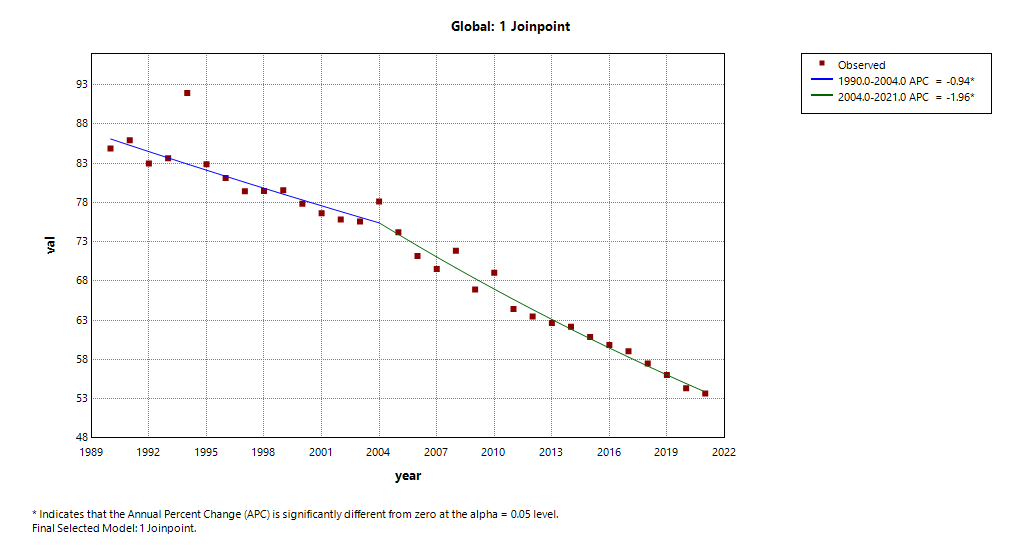 Global: 1 Joinpoint
Observed
1990.0-2004.0 APC = -0.94*
2004.0-2021.0 APC = -1.96*
93
88
83
78
73
68
63
58
53
48
val
1989 1992 1995 1998 2001 2004 2007 2010 2013 2016 2019 2022
year
* Indicates that the Annual Percent Change (APC) is significantly different from zero at the alpha = 0.05 level.
Final Selected Model: 1 Joinpoint.